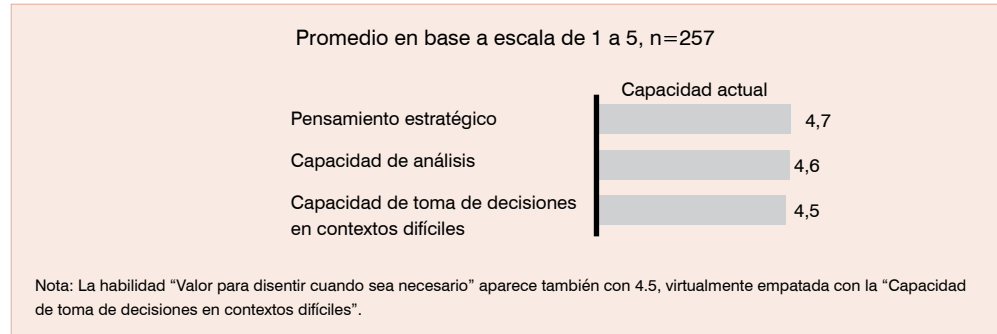 Promedio en base a escala de 1 a 5, n=257
Capacidad actual
Pensamiento estratégico 4,7
Capacidad de análisis 4,6
Capacidad de toma de decisiones
en contextos difíciles 4,5
Nota: La habilidad “Valor para disentir cuando sea necesario” aparece también con 4.5, virtualmente empatada con la “Capacidad
de toma de decisiones en contextos difíciles”.